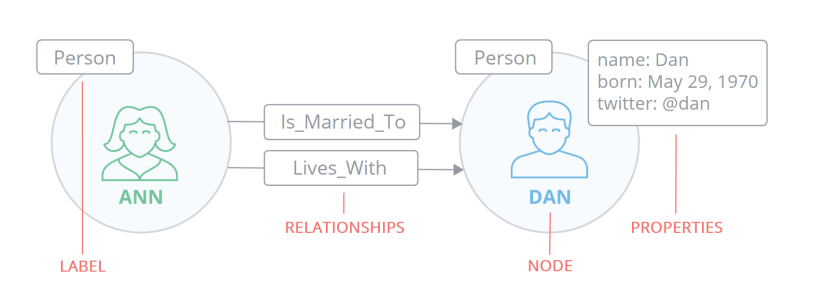 Person
Person
name: Dan
born: May 29, 1970
twitter: @dan
Is_Married_To
Lives_With
ANN
DAN
RELATIONSHIPS
PROPERTIES
LABEL
NODE